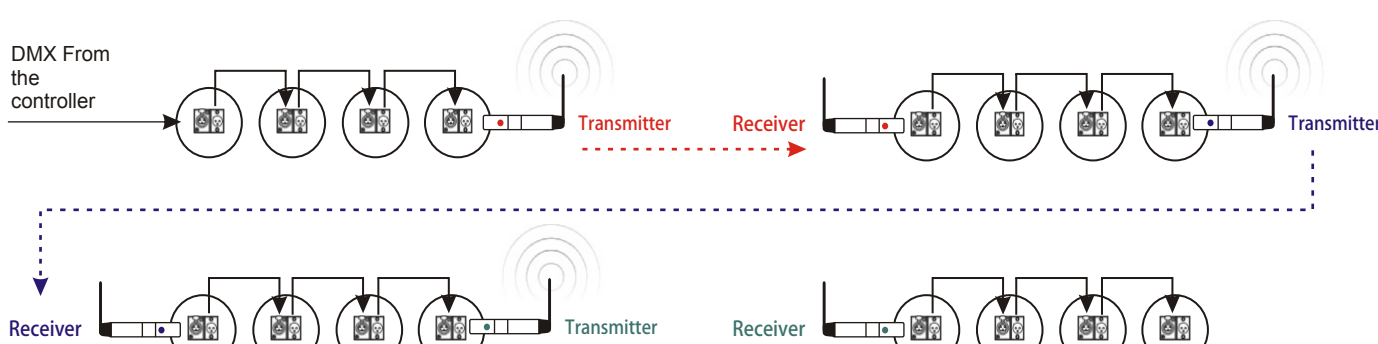 DMX From
the
controller
Transmitter
Receiver
Transmitter
Receiver
Transmitter
Receiver